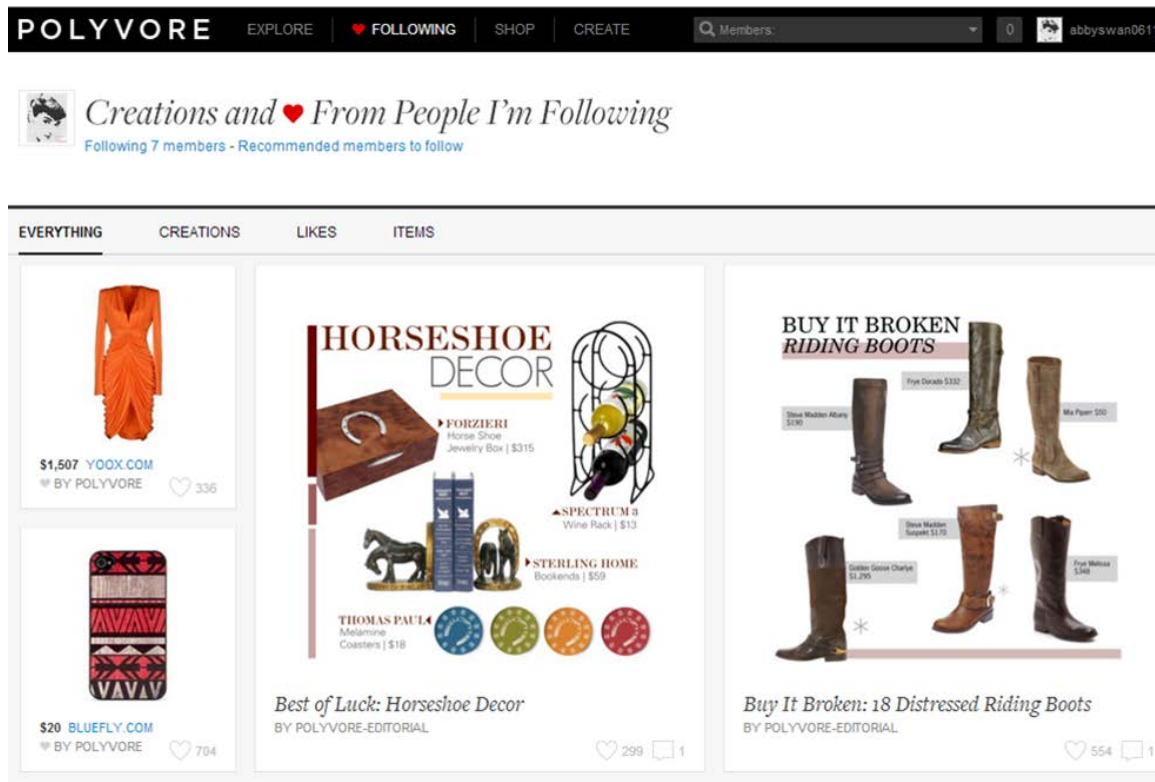 POLYVORE EXPLORE FOLLOWING SHOP CREATE Members: 0 abbyswan0611
Creations and ♥ From People I'm Following
Following 7 members - Recommended members to follow
EVERYTHING CREATIONS LIKES ITEMS
$1,507 YOOX.COM
♥ BY POLYVORE 336
$20 BLUEFLY.COM
♥ BY POLYVORE 704
HORSESHOE
DECOR
FORZIERI
Horse Shoe
Jewelry Box | $315
SPECTRUM a
Wine Rack | $13
STERLING HOME
Bookends | $59
THOMAS PAUL
Melamine
Coasters | $18
Best of Luck: Horseshoe Decor
BY POLYVORE-EDITORIAL
299 1
BUY IT BROKEN
RIDING BOOTS
Frye Dorado $332
Steve Madden Albany
$190
Mia Piperr $50
Steve Madden
Suspekt $170
Golden Goose Charlye
$1,295
Frye Melissa
$348
Buy It Broken: 18 Distressed Riding Boots
BY POLYVORE-EDITORIAL
554 1